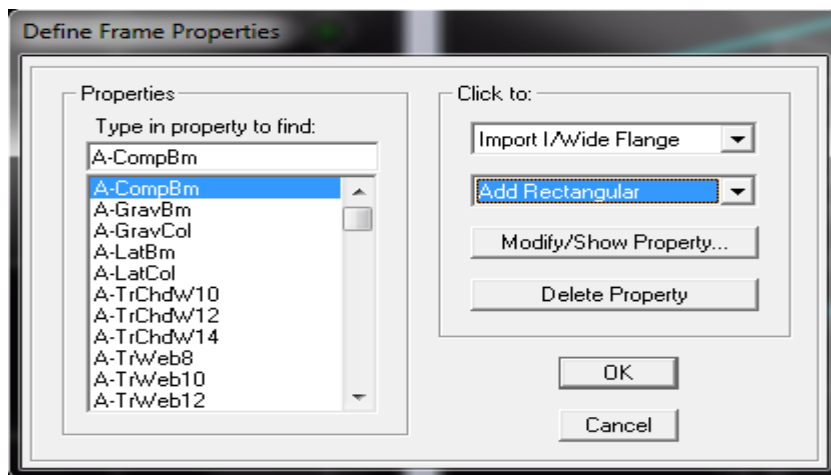 Define Frame Properties
Properties
Type in property to find:
A-CompBm
A-CompBm
A-GravBm
A-GravCol
A-LatBm
A-LatCol
A-TrChdW10
A-TrChdW12
A-TrChdW14
A-TrWeb8
A-TrWeb10
A-TrWeb12
Click to:
Import I/Wide Flange
Add Rectangular
Modify/Show Property...
Delete Property
OK
Cancel